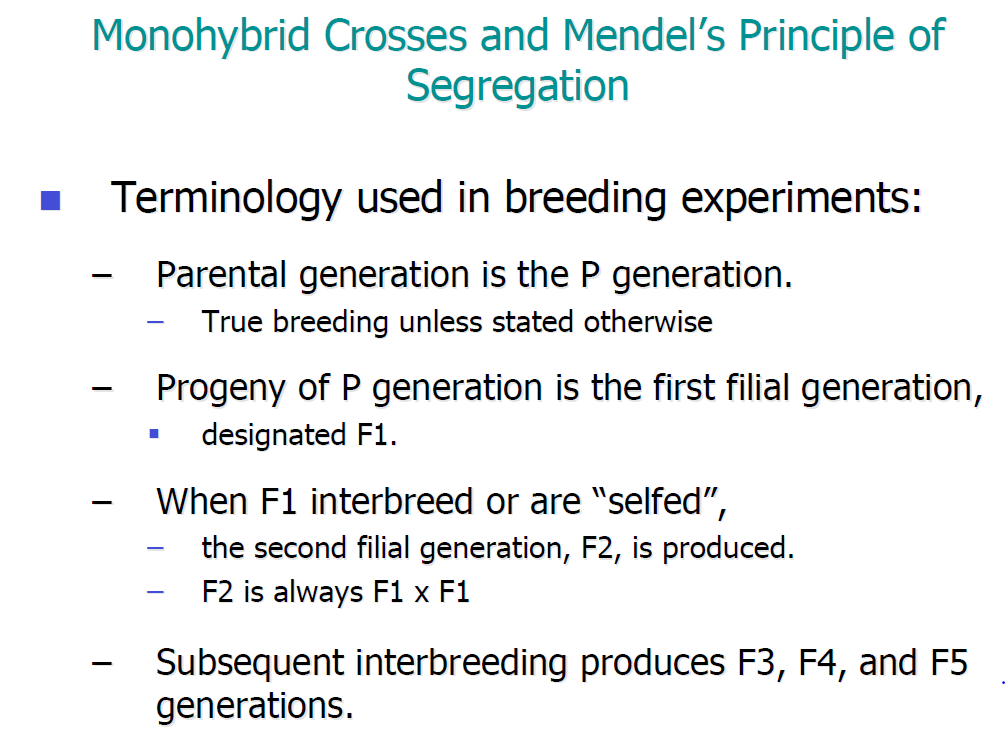 Monohybrid Crosses and Mendel's Principle of
Segregation
■ Terminology used in breeding experiments:
– Parental generation is the P generation.
– True breeding unless stated otherwise
– Progeny of P generation is the first filial generation,
▪ designated F1.
– When F1 interbreed or are “selfed”,
– the second filial generation, F2, is produced.
– F2 is always F1 x F1
– Subsequent interbreeding produces F3, F4, and F5
generations.